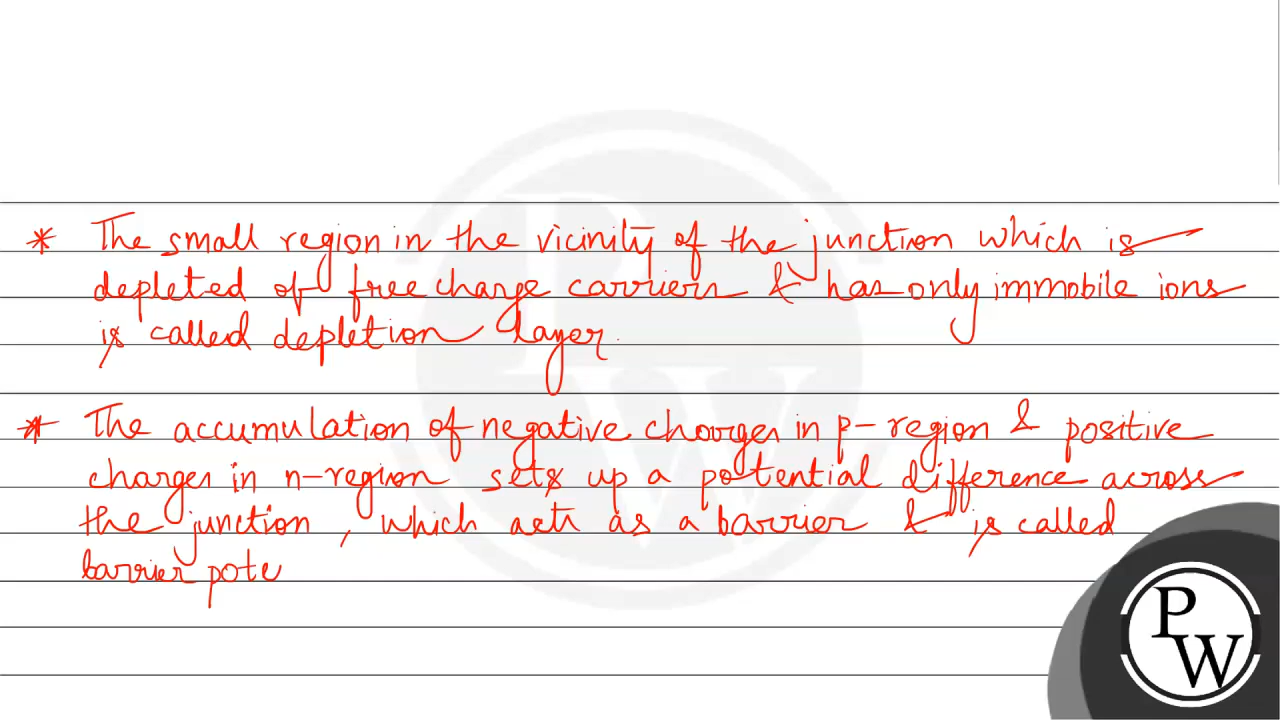 * The small region in the vicinity of the junction which is
depleted of free charge carriers & has only immobile ions
is called depletion layer.
* The accumulation of negative charges in p-region & positive
charges in n-region sets up a potential difference across
the junction, which acts as a barrier & is called
barrier pote
P
W